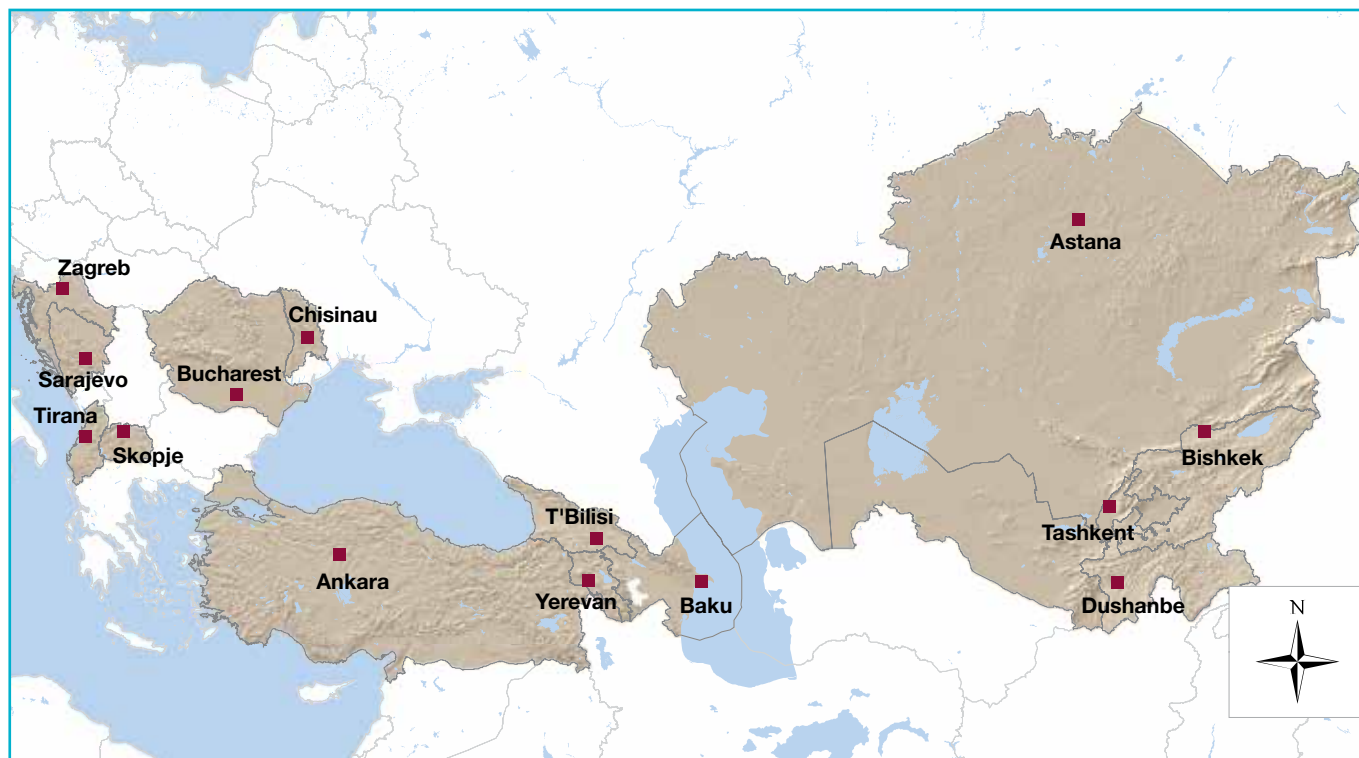 Astana
Zagreb
Chisinau
Sarajevo
Bucharest
Tirana
Skopje
Bishkek
T'Bilisi
Tashkent
Ankara
Yerevan
Baku
Dushanbe
N